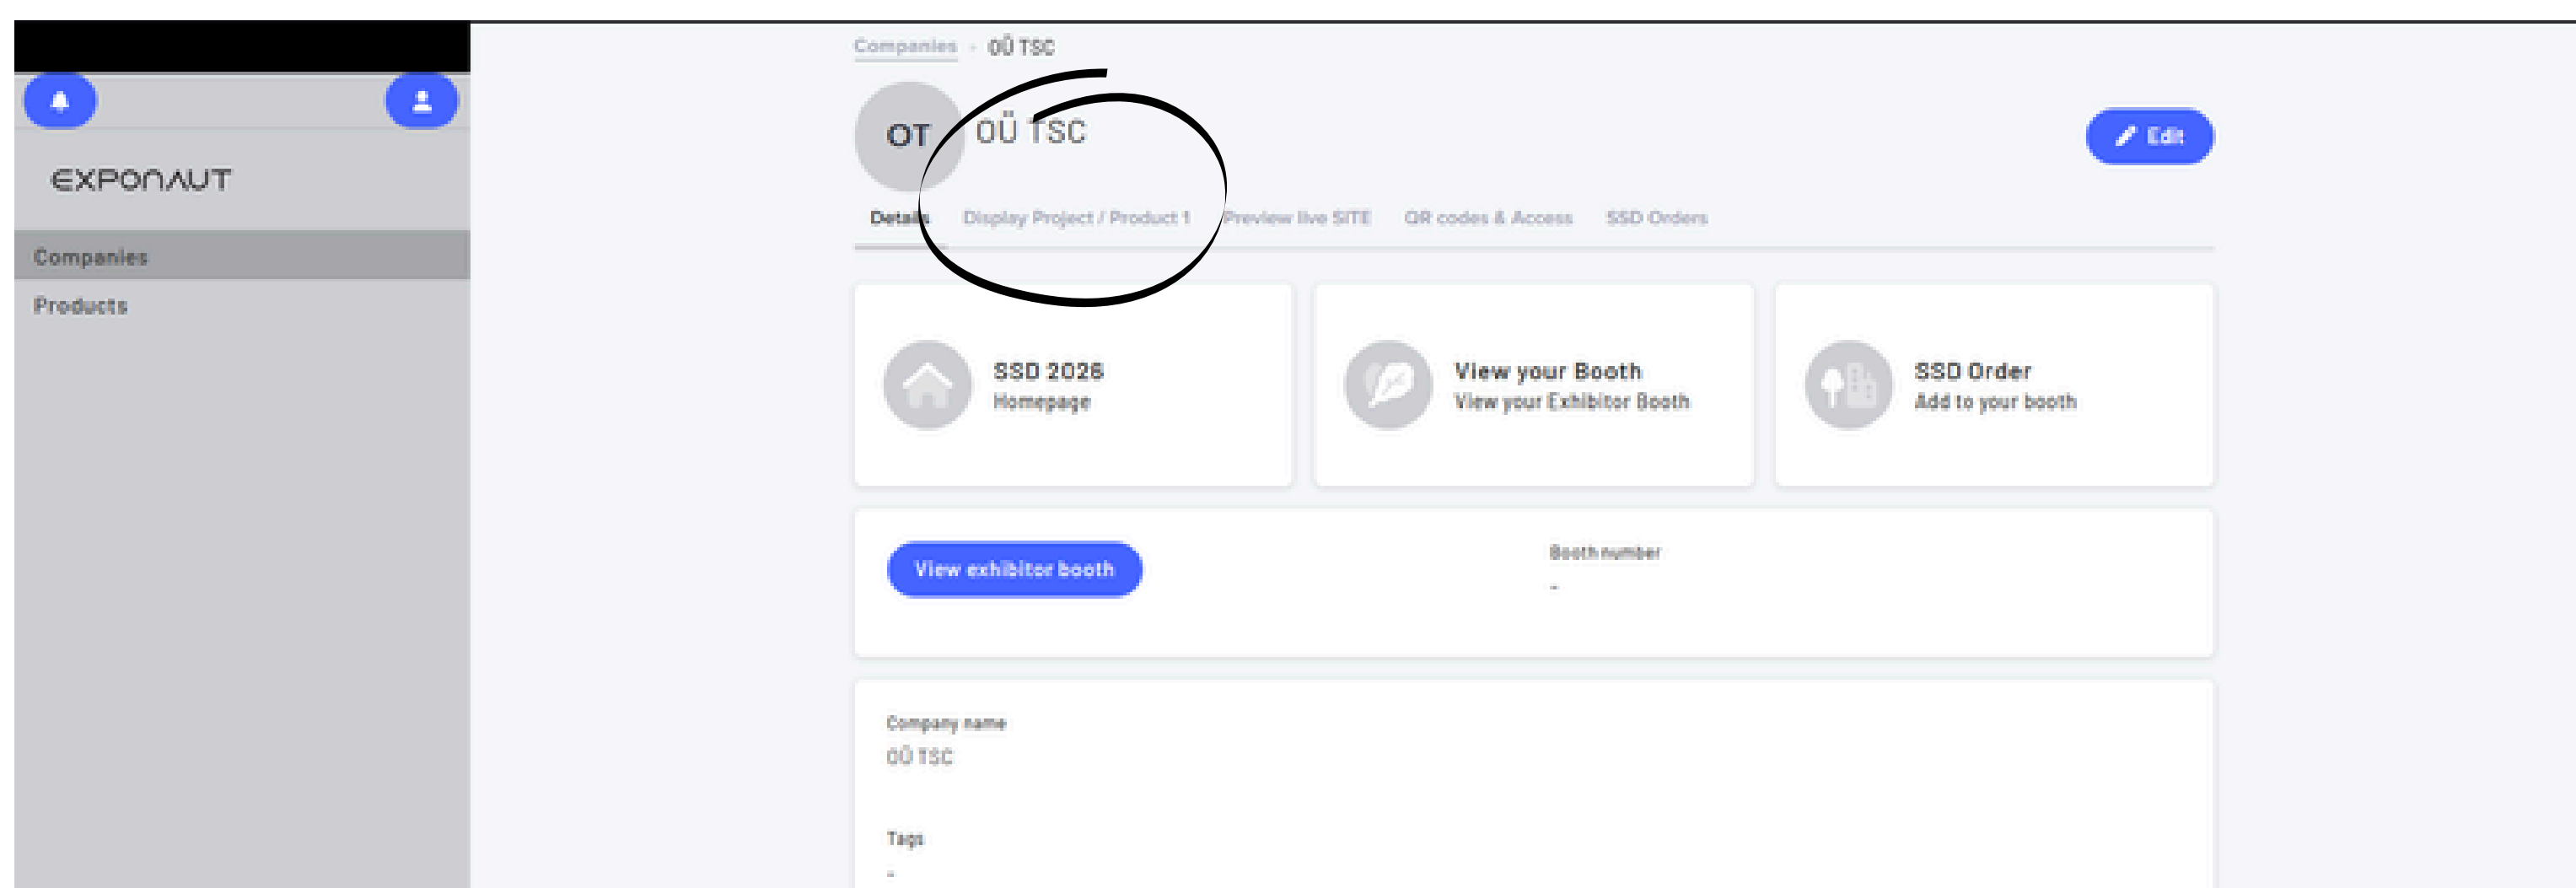 EXPONAUT
Companies
Products
Companies - OÜ TSC
OT
OÜ TSC
Edit
Details Display Project / Product 1 Preview live SITE QR codes & Access SSD Orders
SSD 2026
Homepage
View your Booth
View your Exhibitor Booth
SSD Order
Add to your booth
View exhibitor booth
Booth number
-
Company name
OÜ TSC
Tags
-